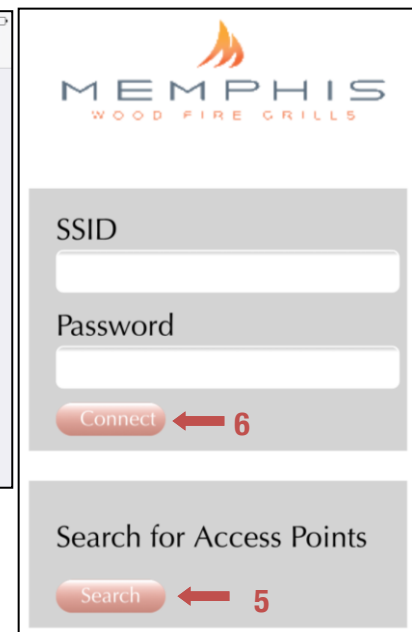 MEMPHIS
WOOD FIRE GRILLS
SSID
Password
Connect 6
Search for Access Points
Search 5